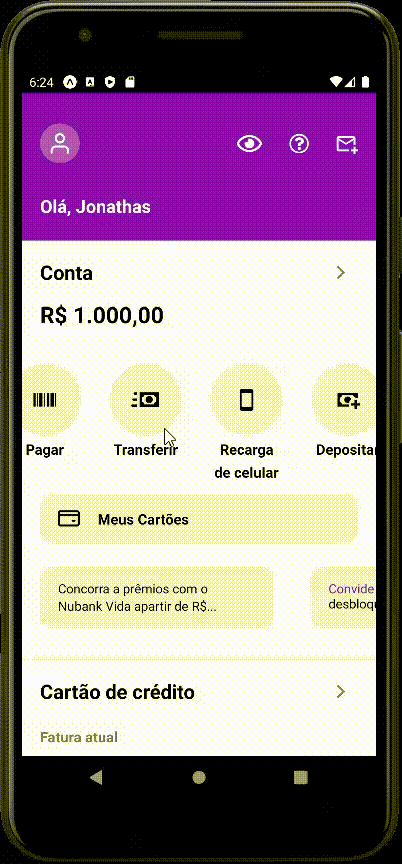 6:24
Olá, Jonathas
Conta
R$ 1.000,00
Pagar
Transferir
Recarga
de celular
Depositar
Meus Cartões
Concorra a prêmios com o
Nubank Vida apartir de R$...
Convide
desbloqu
Cartão de crédito
Fatura atual